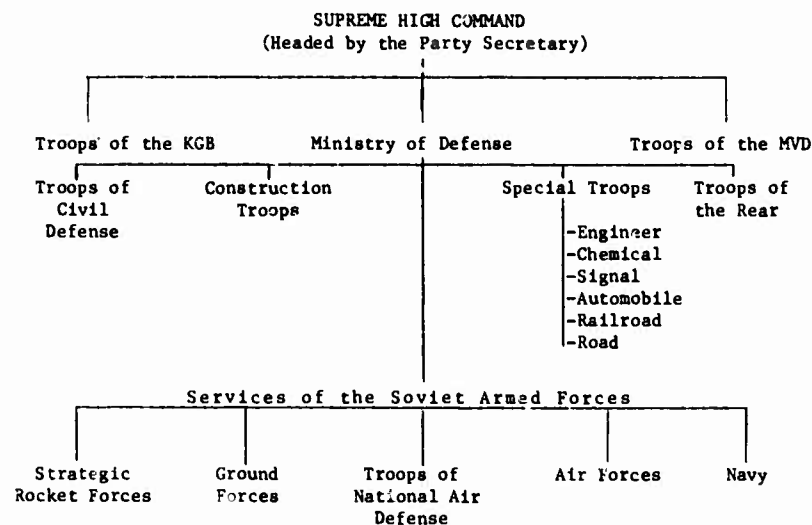 SUPREME HIGH COMMAND
(Headed by the Party Secretary)
Troops of the KGB
Ministry of Defense
Troops of the MVD
Troops of
Civil
Defense
Construction
Troops
Special Troops
-Engineer
-Chemical
-Signal
-Automobile
-Railroad
-Road
Troops of
the Rear
Services of the Soviet Armed Forces
Strategic
Rocket Forces
Ground
Forces
Troops of
National Air
Defense
Air Forces
Navy